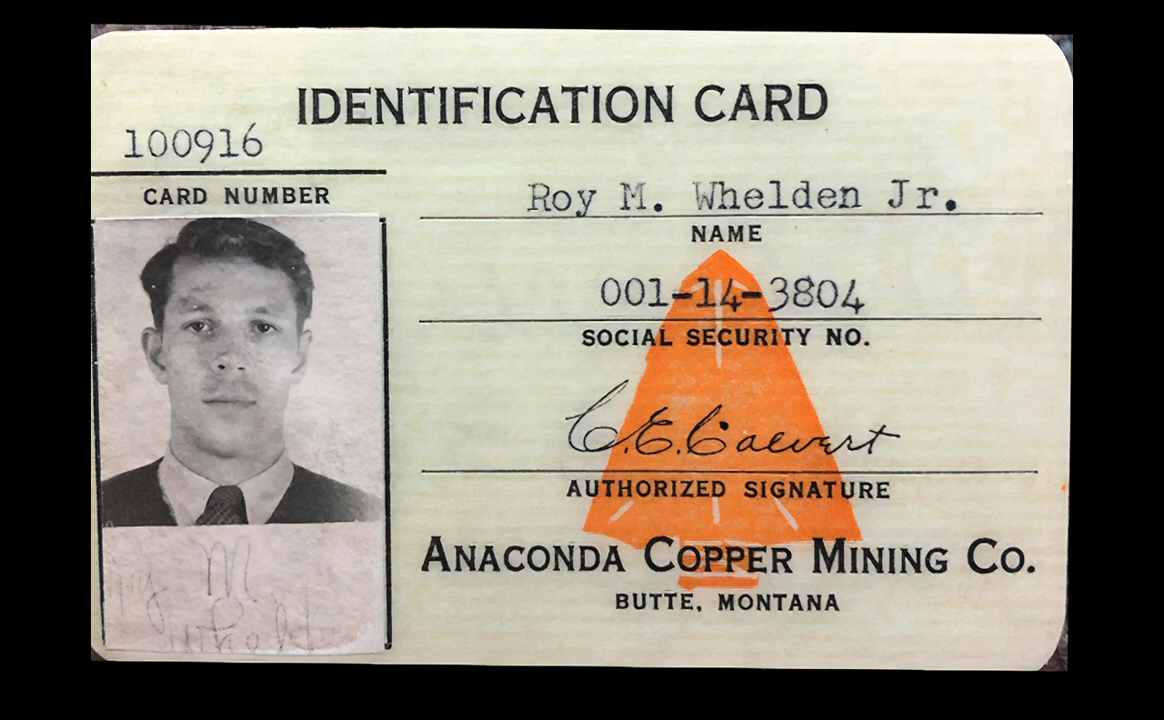 IDENTIFICATION CARD
100916
CARD NUMBER
Roy M. Whelden Jr.
NAME
001-14-3804
SOCIAL SECURITY NO.
C.E. Calvert
AUTHORIZED SIGNATURE
ANACONDA COPPER MINING CO.
BUTTE, MONTANA
M